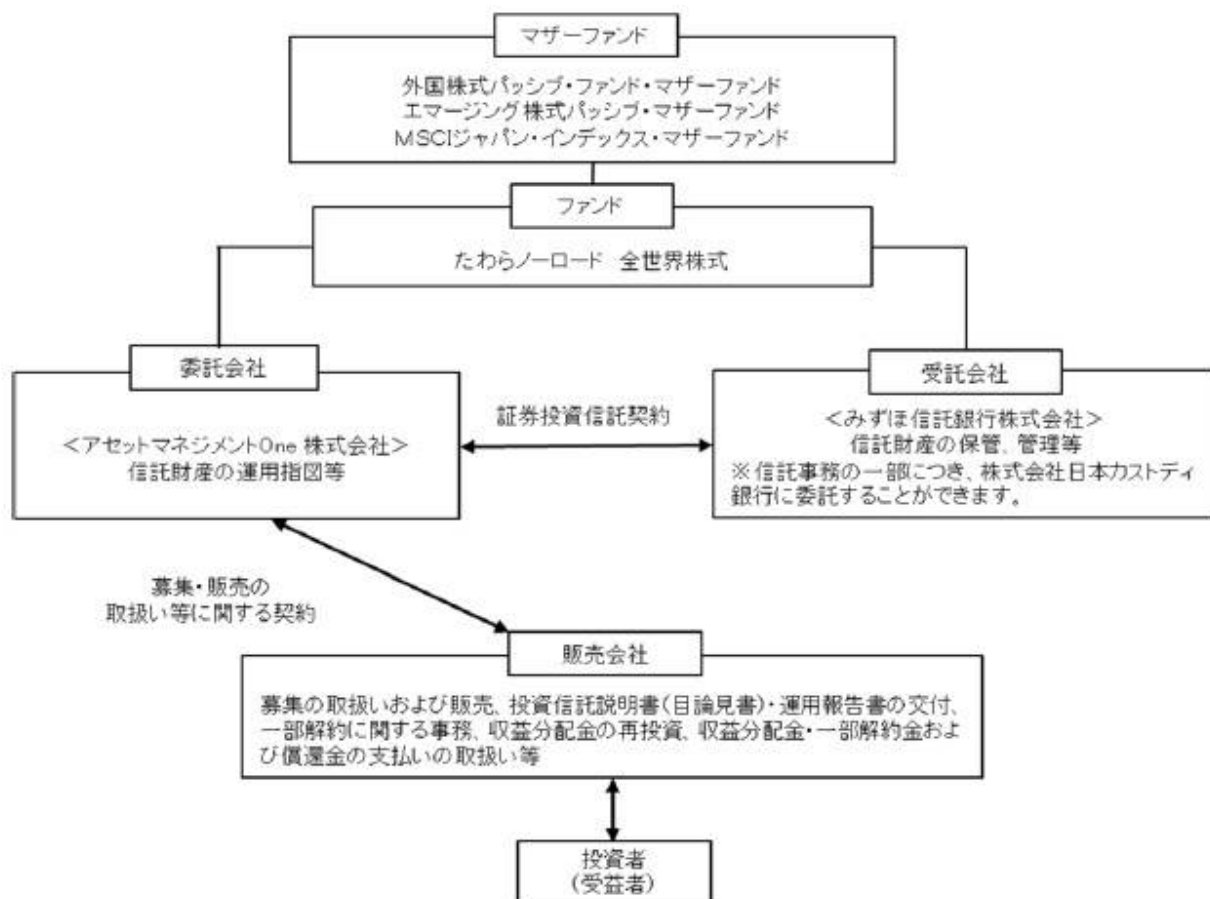 マザーファンド
外国株式パッシブ・ファンド・マザーファンド
エマージング株式パッシブ・マザーファンド
MSCIジャパン・インデックス・マザーファンド
ファンド
たわらノーロード　全世界株式
委託会社
＜アセットマネジメントOne 株式会社＞
信託財産の運用指図等
証券投資信託契約
受託会社
＜みずほ信託銀行株式会社＞
信託財産の保管、管理等
※信託事務の一部につき、株式会社日本カストディ
銀行に委託することができます。
募集・販売の
取扱い等に関する契約
販売会社
募集の取扱いおよび販売、投資信託説明書(目論見書)・運用報告書の交付、
一部解約に関する事務、収益分配金の再投資、収益分配金・一部解約金およ
び償還金の支払いの取扱い等
投資者
(受益者)